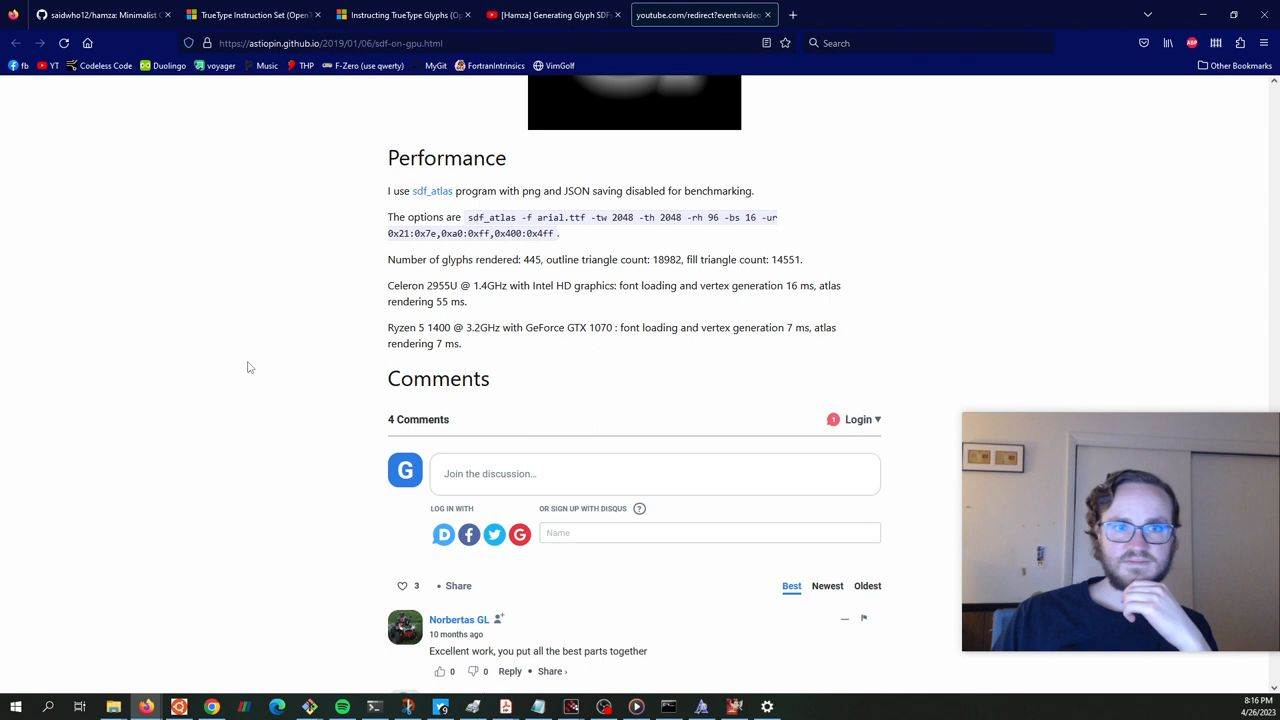 saidwho12/hamza: Minimalist C
TrueType Instruction Set (OpenT
Instructing TrueType Glyphs (Op
[Hamza] Generating Glyph SDFs
youtube.com/redirect?event=video
https://astiopin.github.io/2019/01/06/sdf-on-gpu.html
Search
fb
YT
Codeless Code
Duolingo
voyager
Music
THP
F-Zero (use qwerty)
MyGit
FortranIntrinsics
VimGolf
Other Bookmarks
Performance
I use sdf_atlas program with png and JSON saving disabled for benchmarking.
The options are sdf_atlas -f arial.ttf -tw 2048 -th 2048 -rh 96 -bs 16 -ur
0x21:0x7e,0xa0:0xff,0x400:0x4ff.
Number of glyphs rendered: 445, outline triangle count: 18982, fill triangle count: 14551.
Celeron 2955U @ 1.4GHz with Intel HD graphics: font loading and vertex generation 16 ms, atlas
rendering 55 ms.
Ryzen 5 1400 @ 3.2GHz with GeForce GTX 1070 : font loading and vertex generation 7 ms, atlas
rendering 7 ms.
Comments
4 Comments
1 Login
G
Join the discussion...
LOG IN WITH
OR SIGN UP WITH DISQUS ?
D f G
Name
3 • Share
Best Newest Oldest
Norbertas GL
10 months ago
Excellent work, you put all the best parts together
0 0 Reply • Share ›
8:16 PM
4/26/2023